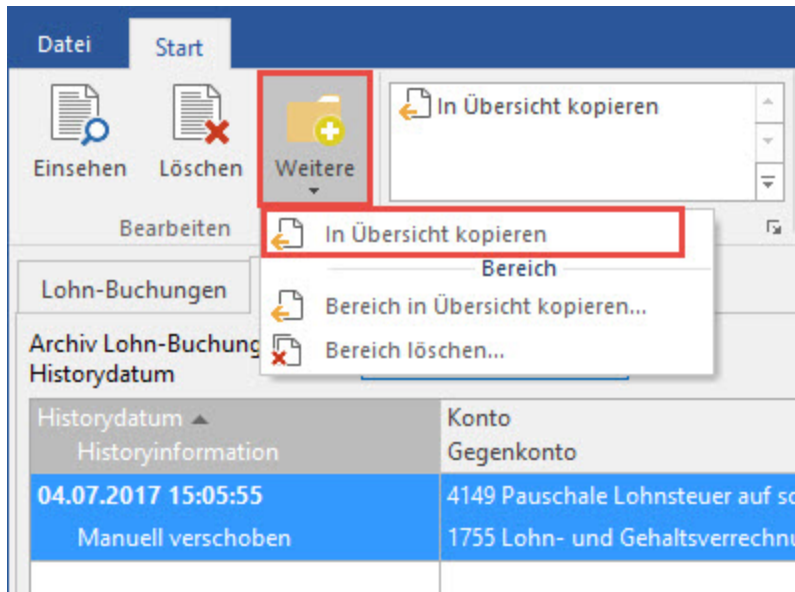 Datei Start
In Übersicht kopieren
Einsehen Löschen Weitere
Bearbeiten
In Übersicht kopieren
Bereich
Bereich in Übersicht kopieren...
Bereich löschen...
Lohn-Buchungen
Archiv Lohn-Buchung
Historydatum
Historydatum Konto
Historyinformation Gegenkonto
04.07.2017 15:05:55 4149 Pauschale Lohnsteuer auf
Manuell verschoben 1755 Lohn- und